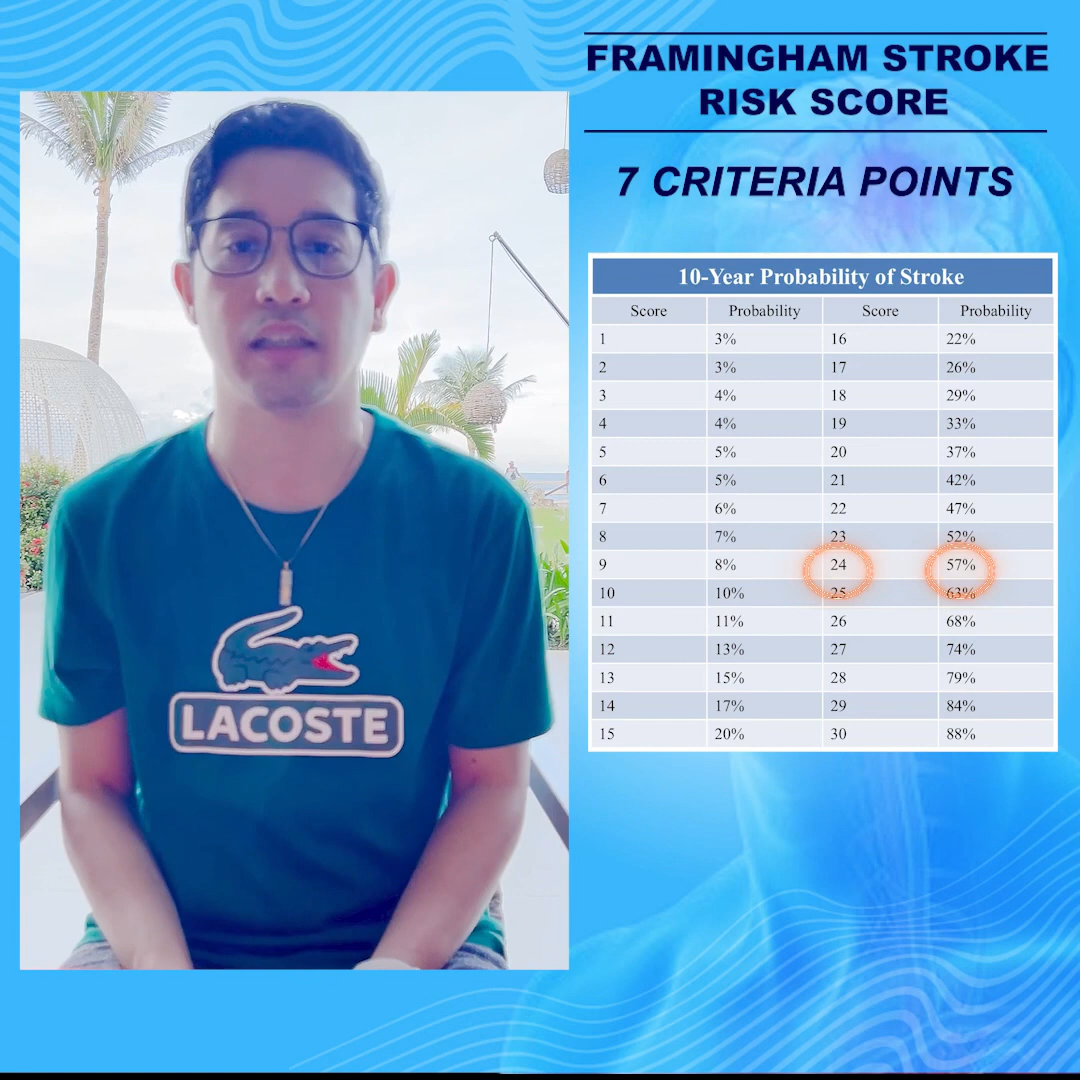 FRAMINGHAM STROKE
RISK SCORE
7 CRITERIA POINTS
10-Year Probability of Stroke
Score Probability Score Probability
1 3% 16 22%
2 3% 17 26%
3 4% 18 29%
4 4% 19 33%
5 5% 20 37%
6 5% 21 42%
7 6% 22 47%
8 7% 23 52%
9 8% 24 57%
10 10% 25 63%
11 11% 26 68%
12 13% 27 74%
13 15% 28 79%
14 17% 29 84%
15 20% 30 88%
LACOSTE